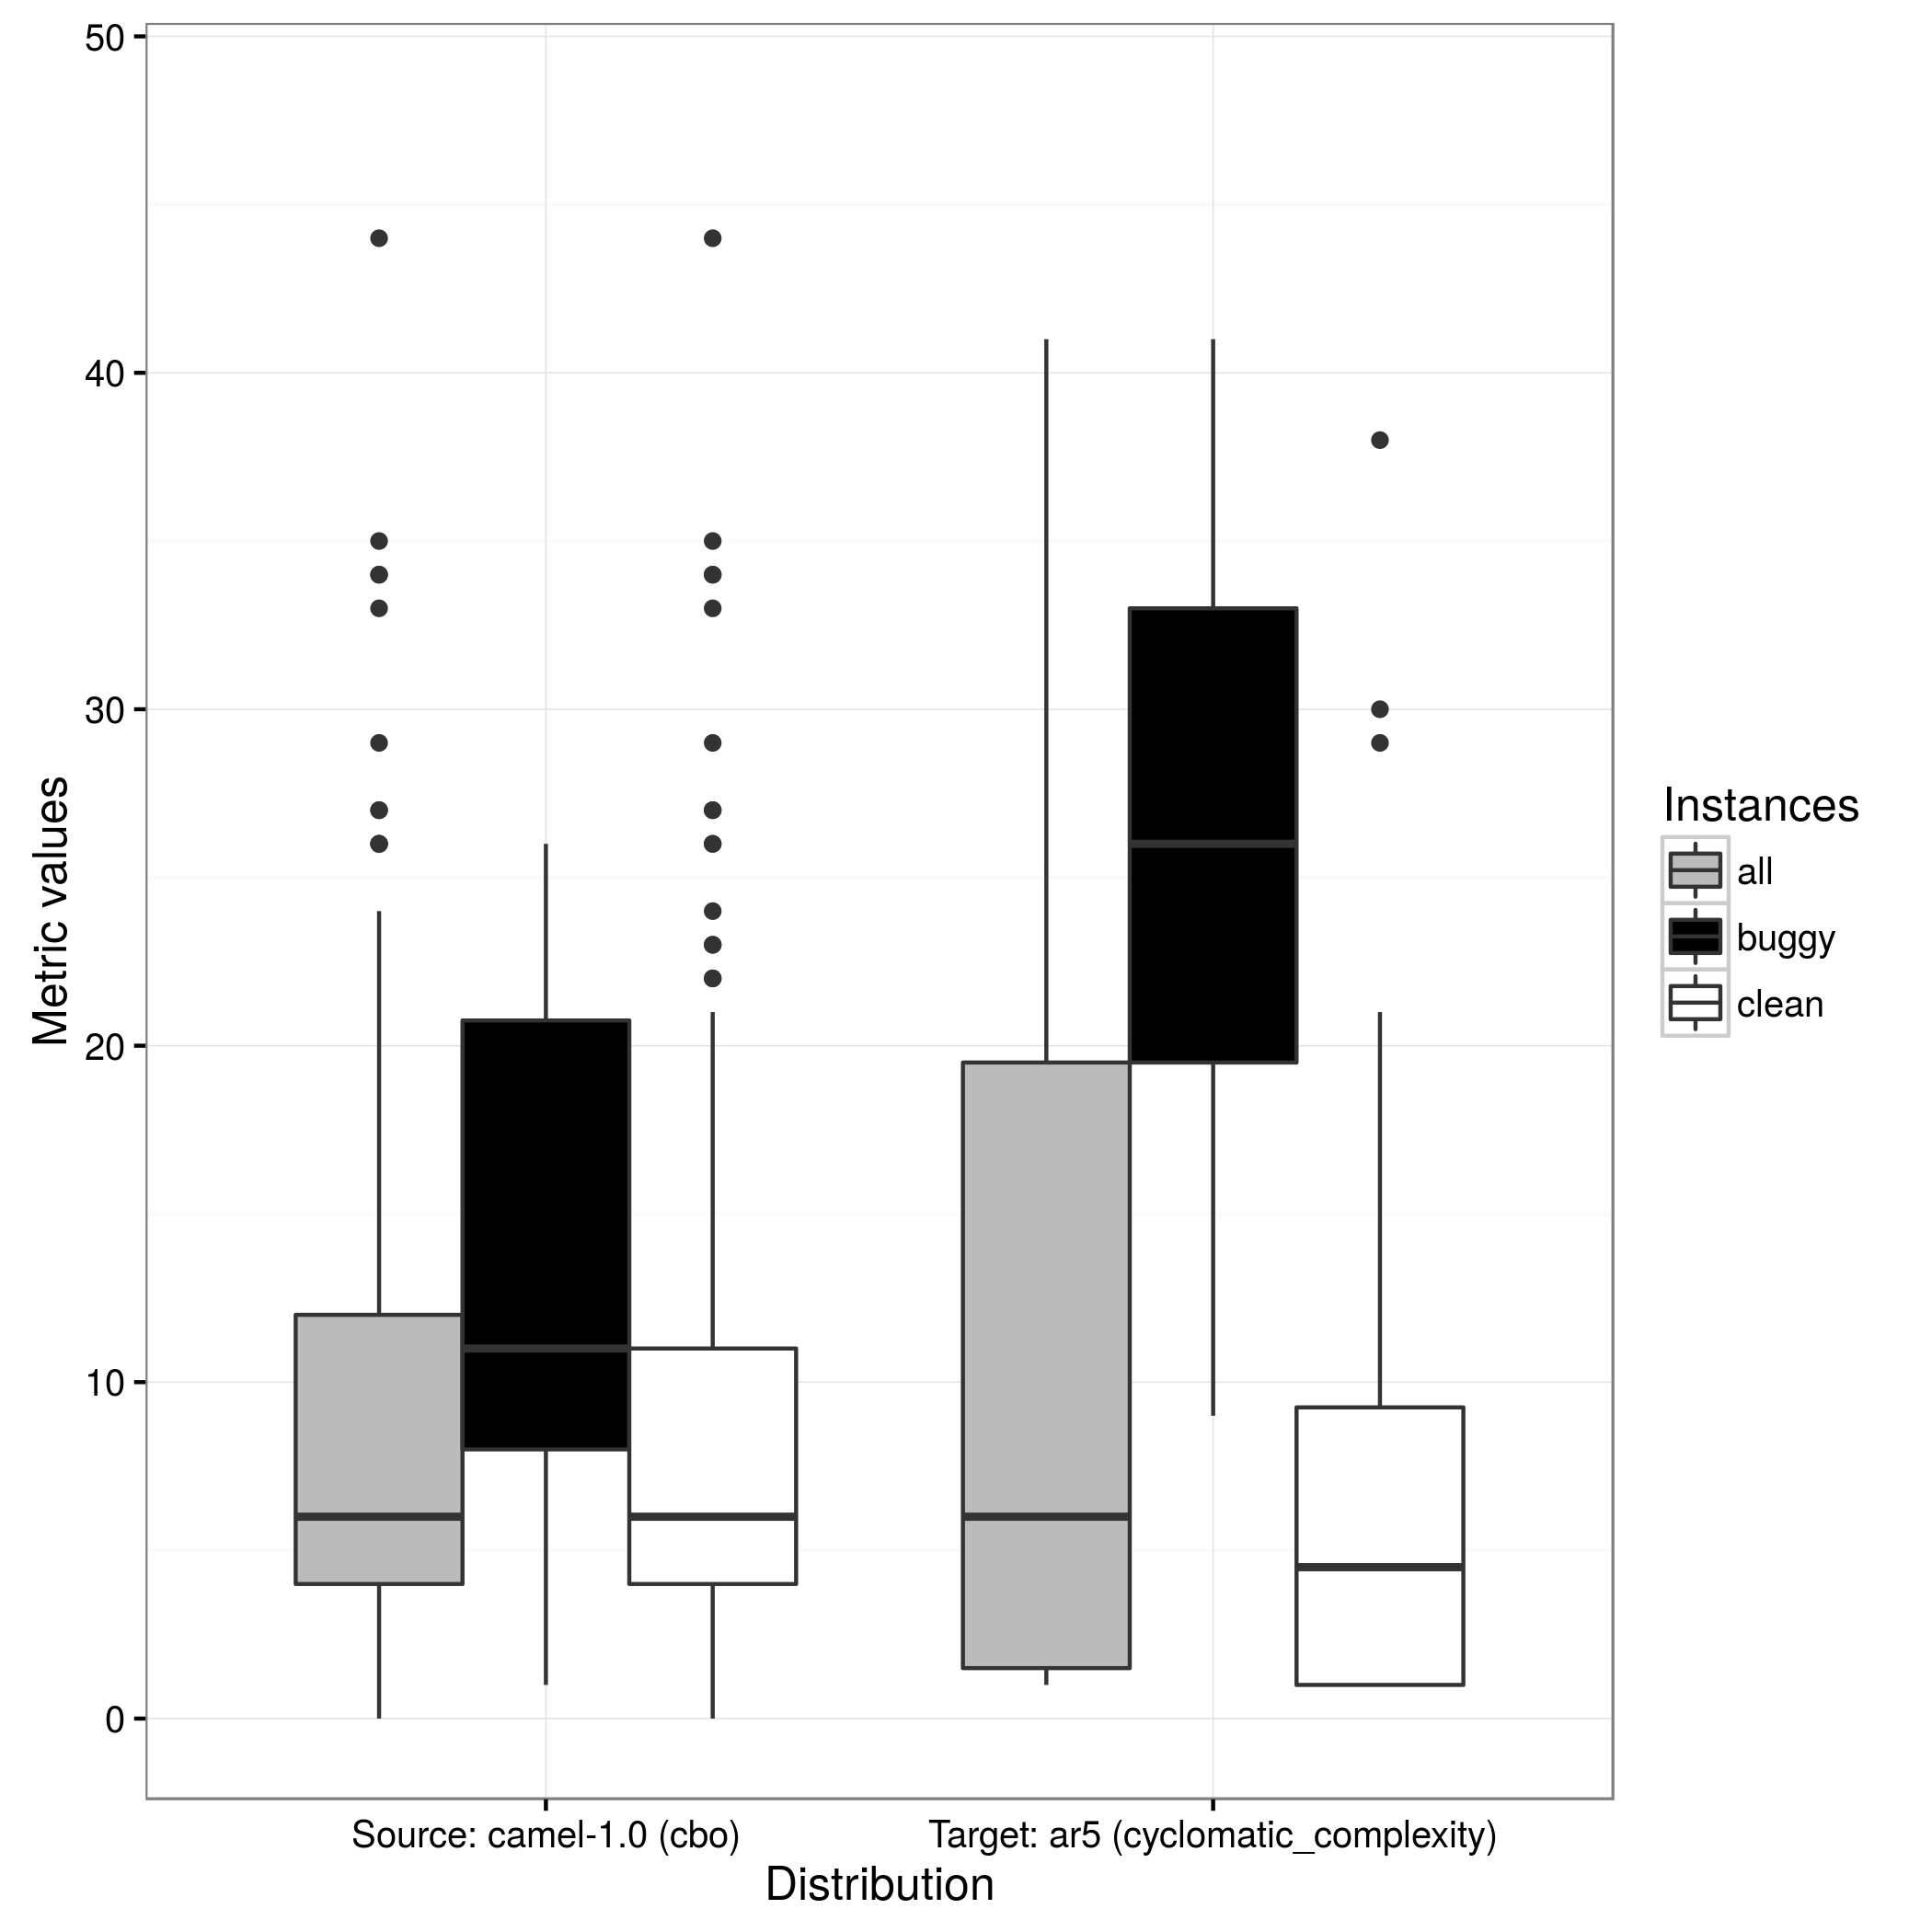 50
40
30
20
10
0
Metric values
Source: camel-1.0 (cbo)
Target: ar5 (cyclomatic_complexity)
Distribution
Instances
all
buggy
clean